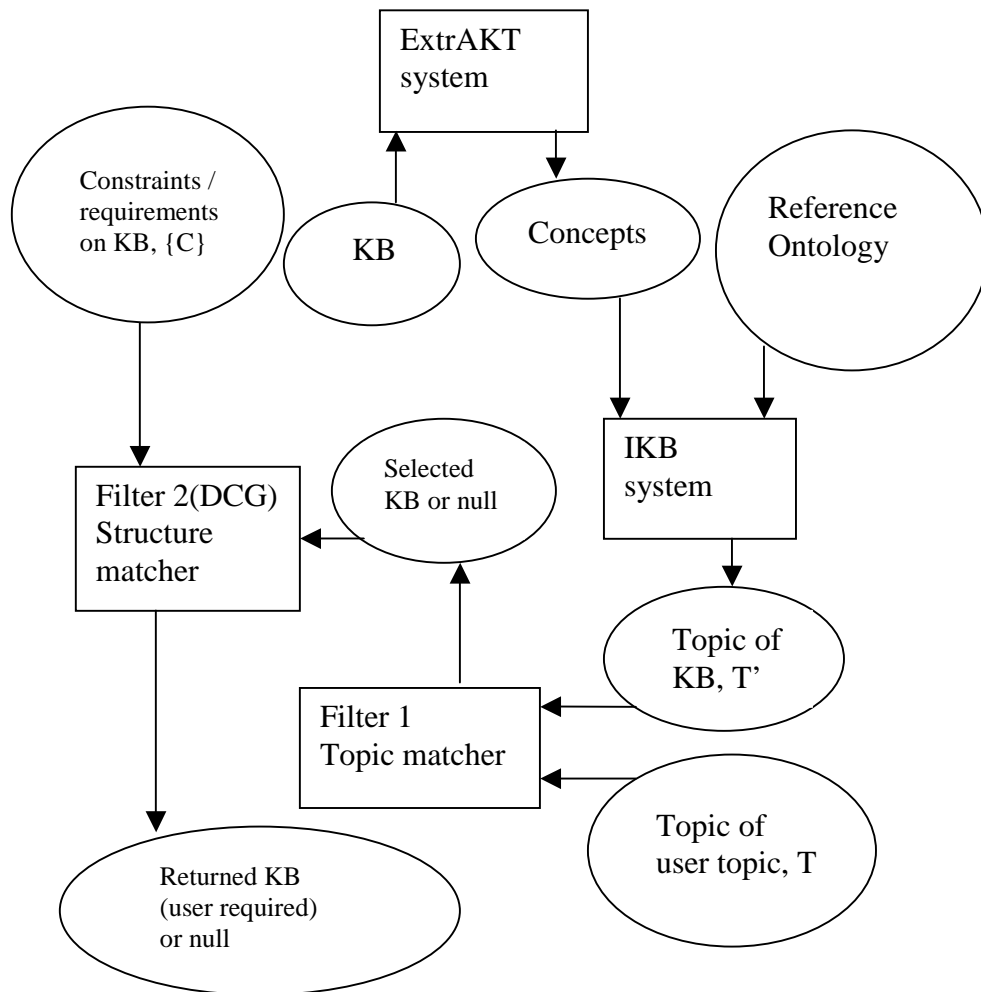 ExtrAKT
system
Constraints /
requirements
on KB, {C}
KB
Concepts
Reference
Ontology
IKB
system
Selected
KB or null
Filter 2(DCG)
Structure
matcher
Topic of
KB, T’
Filter 1
Topic matcher
Topic of
user topic, T
Returned KB
(user required)
or null